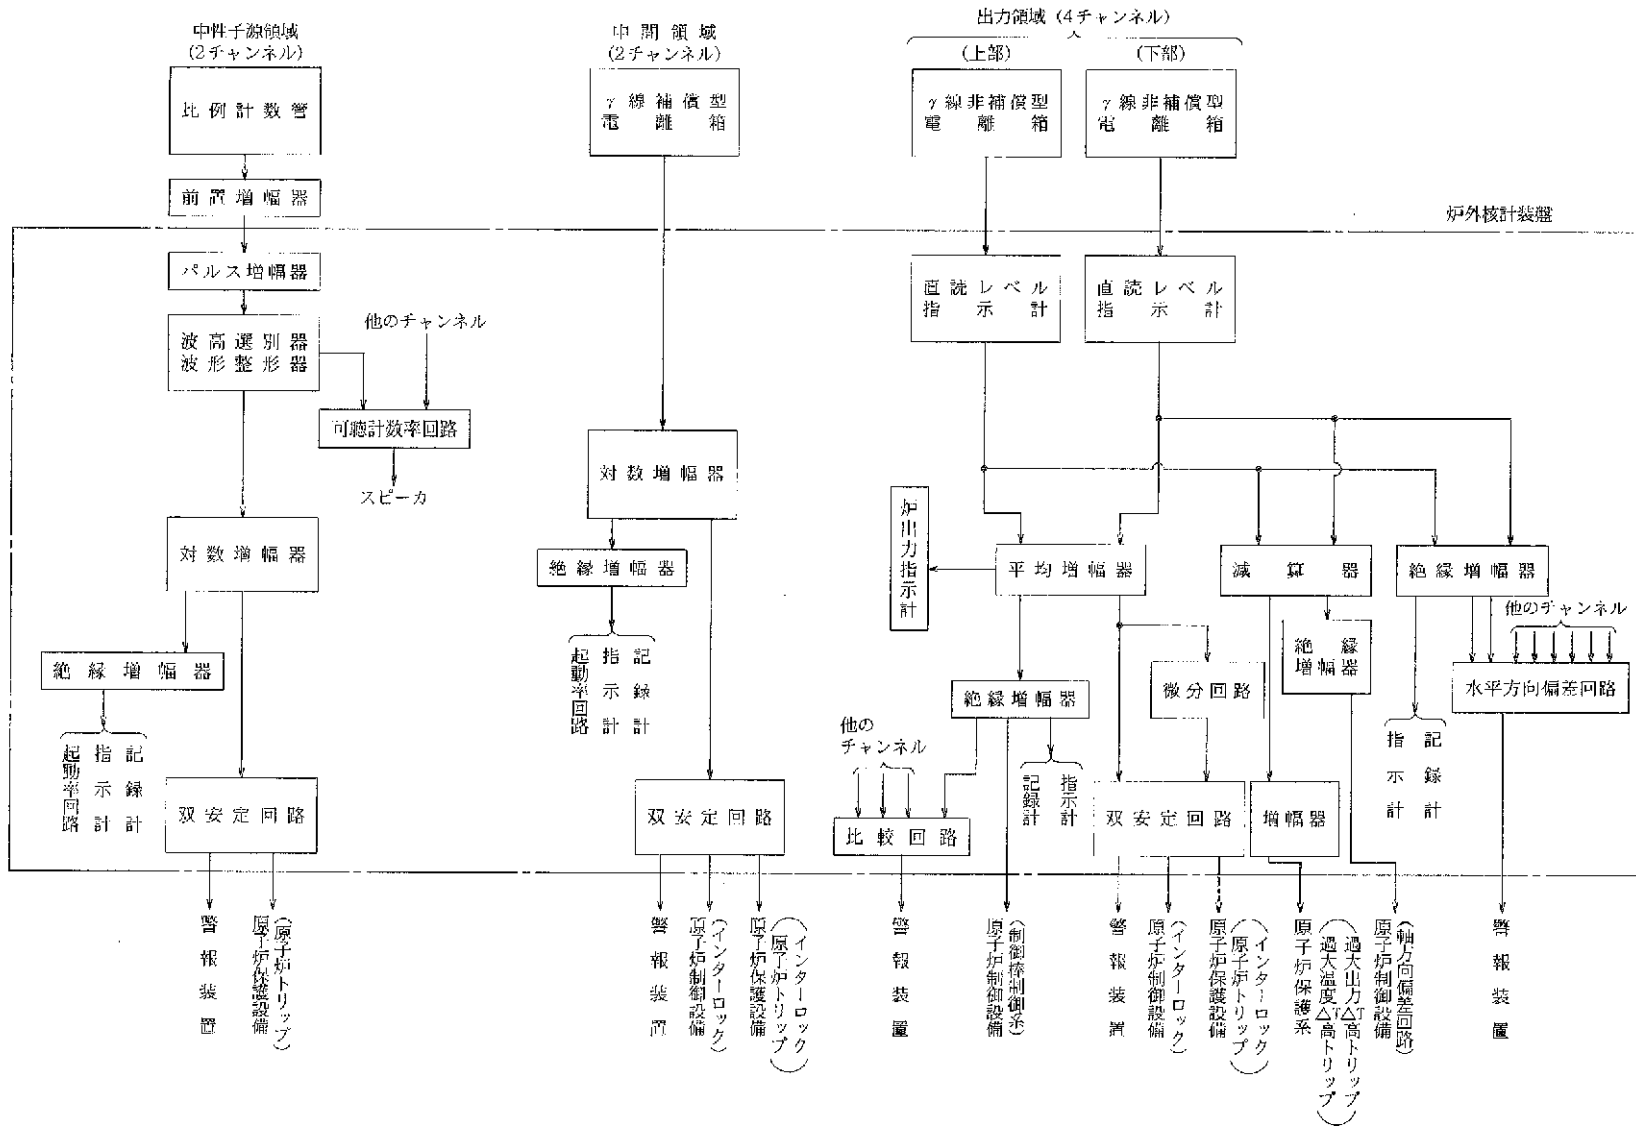 中性子源領域
(2チャンネル)
比例計数管
前置増幅器
パルス増幅器
波高選別器
波形整形器
他のチャンネル
可聴計数率回路
スピーカ
対数増幅器
絶縁増幅器
起動率回路
指示計
記録計
双安定回路
警報装置
原子炉保護設備
(原子炉トリップ)
中間領域
(2チャンネル)
γ線補償型
電離箱
対数増幅器
絶縁増幅器
起動率回路
指示計
記録計
双安定回路
警報装置
原子炉制御設備
(インターロック)
原子炉保護設備
(原子炉トリップ
インターロック)
出力領域 (4チャンネル)
(上部)
(下部)
γ線非補償型
電離箱
γ線非補償型
電離箱
炉外核計装盤
直読レベル
指示計
直読レベル
指示計
炉出力指示計
平均増幅器
減算器
絶縁増幅器
他のチャンネル
絶縁
増幅器
水平方向偏差回路
微分回路
絶縁増幅器
他の
チャンネル
記録計
指示計
指示計
記録計
比較回路
双安定回路
増幅器
警報装置
原子炉制御設備
(制御棒制御系)
警報装置
原子炉制御設備
(インターロック)
原子炉保護設備
(原子炉トリップ
インターロック)
原子炉保護系
(過大温度△T高トリップ
過大出力△T高トリップ)
原子炉制御設備
(軸方向偏差回路)
警報装置